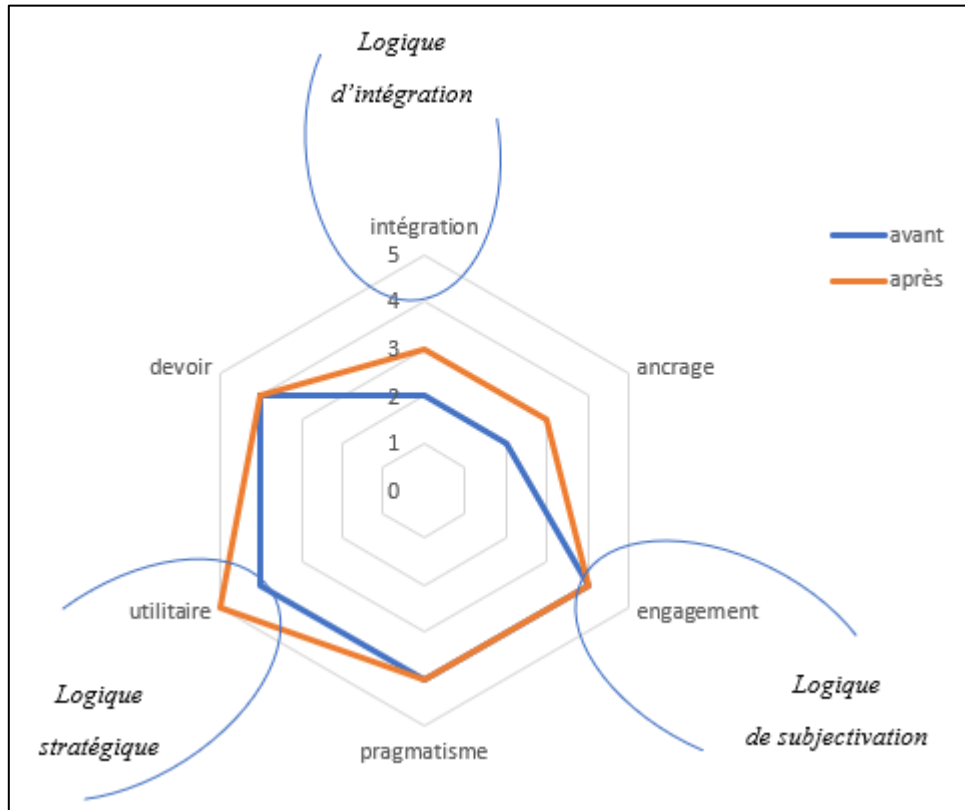 Logique
d'intégration
intégration
avant
après
5
4
3
2
1
0
devoir
ancrage
utilitaire
engagement
Logique
stratégique
Logique
de subjectivation
pragmatisme